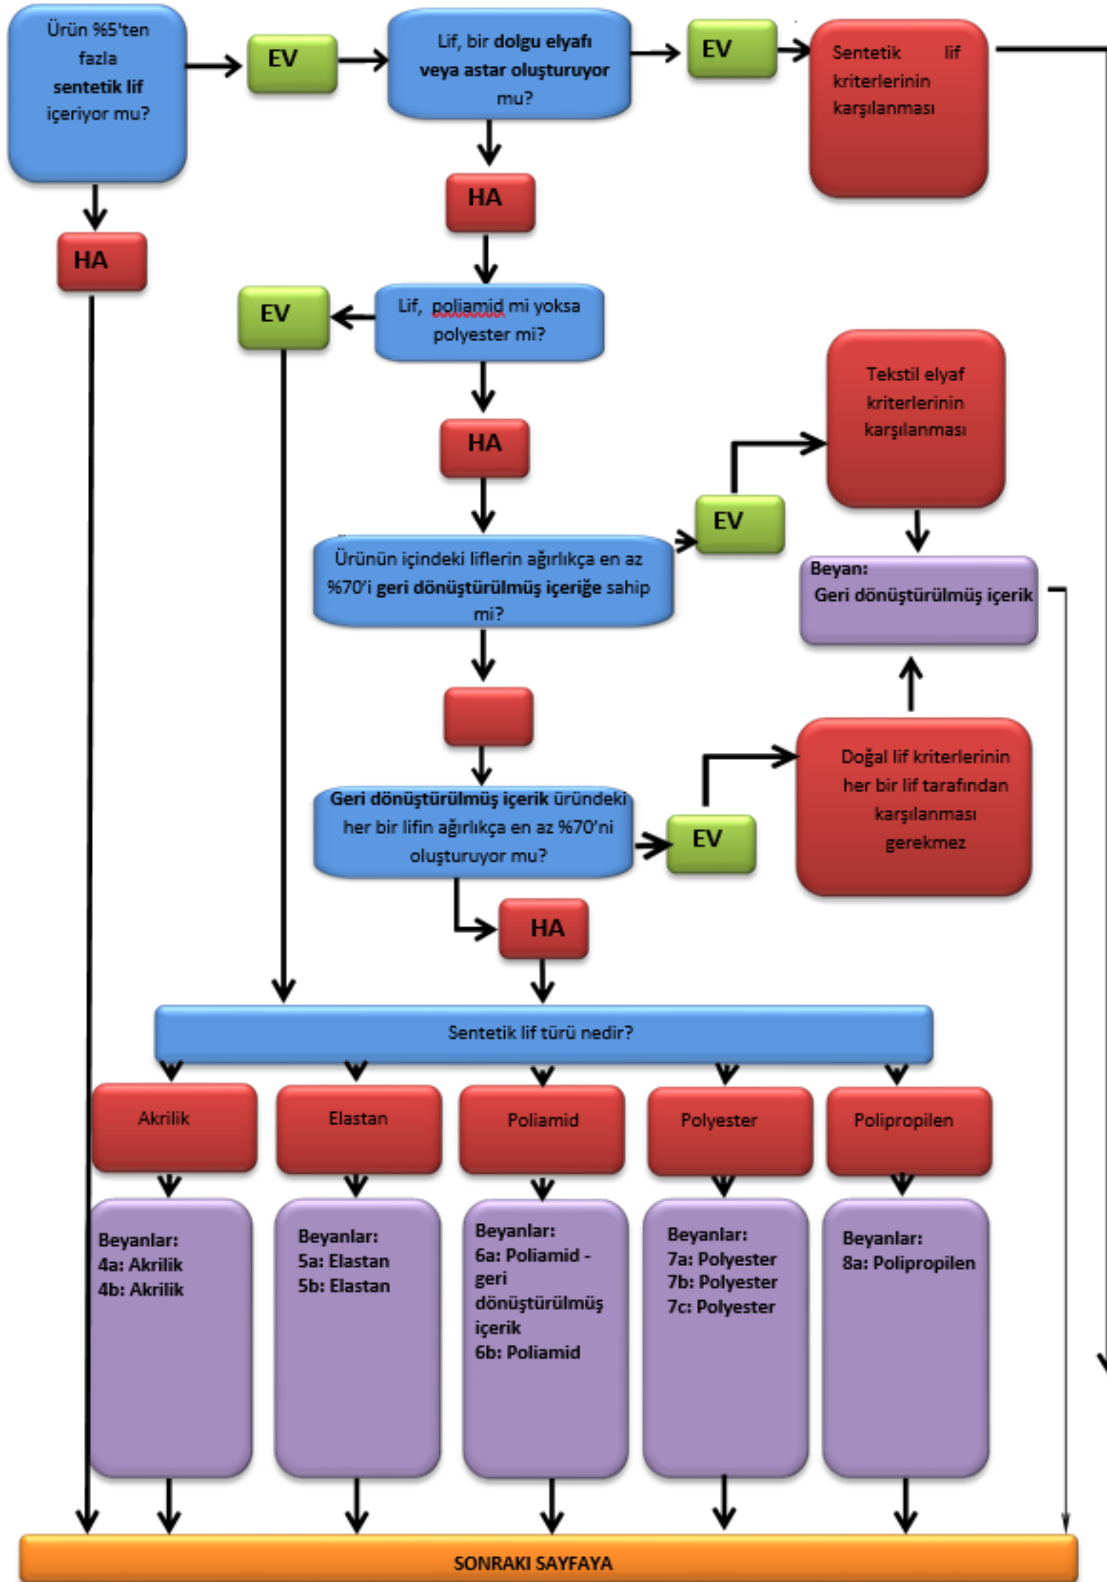 Ürün %5'ten
fazla
sentetik lif
içeriyor mu?
EV
Lif, bir dolgu elyafı
veya astar oluşturuyor
mu?
EV
Sentetik lif
kriterlerinin
karşılanması
HA
HA
Lif, poliamid mi yoksa
polyester mi?
EV
HA
Tekstil elyaf
kriterlerinin
karşılanması
EV
Ürünün içindeki liflerin ağırlıkça en az
%70'i geri dönüştürülmüş içeriğe sahip
mi?
Beyan:
Geri dönüştürülmüş içerik
Geri dönüştürülmüş içerik üründeki
her bir lifin ağırlıkça en az %70'ni
oluşturuyor mu?
EV
Doğal lif kriterlerinin
her bir lif tarafından
karşılanması
gerekmez
HA
Sentetik lif türü nedir?
Akrilik
Elastan
Poliamid
Polyester
Polipropilen
Beyanlar:
4a: Akrilik
4b: Akrilik
Beyanlar:
5a: Elastan
5b: Elastan
Beyanlar:
6a: Poliamid -
geri
dönüştürülmüş
içerik
6b: Poliamid
Beyanlar:
7a: Polyester
7b: Polyester
7c: Polyester
Beyanlar:
8a: Polipropilen
SONRAKI SAYFAYA